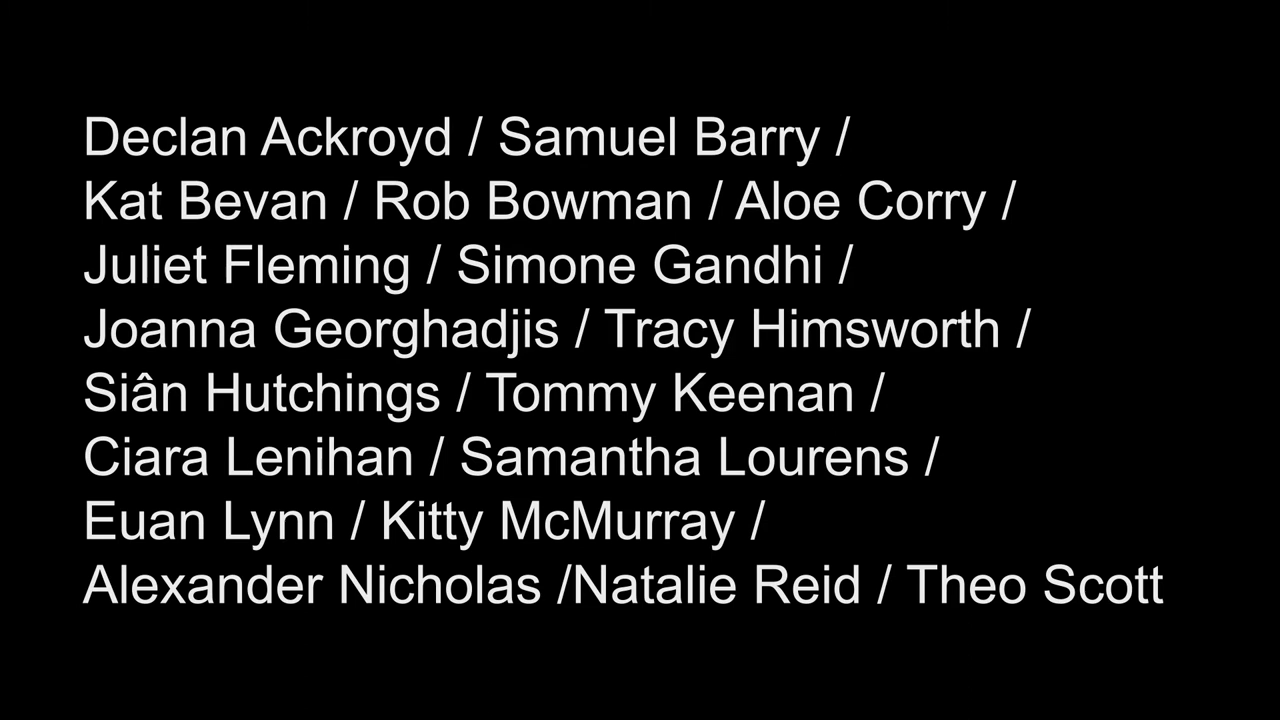 Declan Ackroyd / Samuel Barry /
Kat Bevan / Rob Bowman / Aloe Corry /
Juliet Fleming / Simone Gandhi /
Joanna Georghadjis / Tracy Himsworth /
Siân Hutchings / Tommy Keenan /
Ciara Lenihan / Samantha Lourens /
Euan Lynn / Kitty McMurray /
Alexander Nicholas /Natalie Reid / Theo Scott